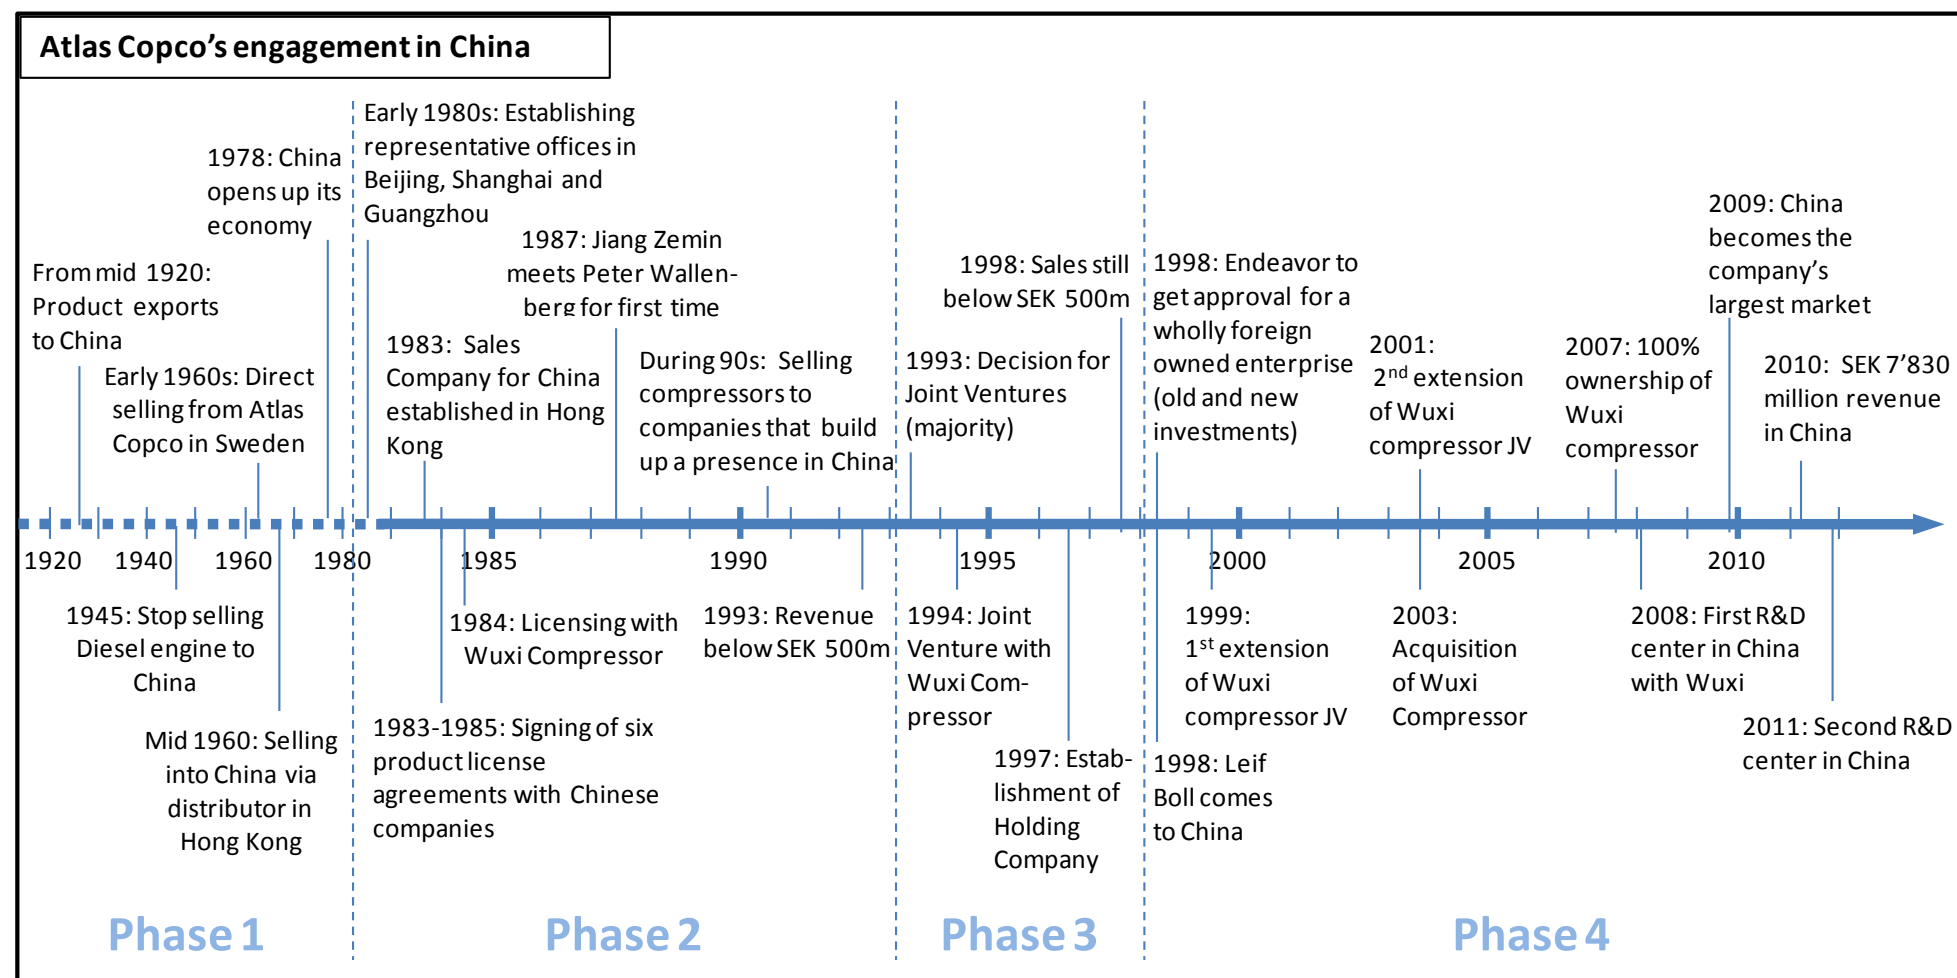 Atlas Copco's engagement in China
From mid 1920:
Product exports
to China
Early 1960s: Direct
selling from Atlas
Copco in Sweden
1978: China
opens up its
economy
Early 1980s: Establishing
representative offices in
Beijing, Shanghai and
Guangzhou
1983: Sales
Company for China
established in Hong
Kong
1987: Jiang Zemin
meets Peter Wallen-
berg for first time
During 90s: Selling
compressors to
companies that build
up a presence in China
1993: Decision for
Joint Ventures
(majority)
1998: Sales still
below SEK 500m
1998: Endeavor to
get approval for a
wholly foreign
owned enterprise
(old and new
investments)
2001:
2nd extension
of Wuxi
compressor JV
2007: 100%
ownership of
Wuxi
compressor
2009: China
becomes the
company's
largest market
2010: SEK 7'830
million revenue
in China
1920 1940 1960 1980 1985 1990 1995 2000 2005 2010
1945: Stop selling
Diesel engine to
China
Mid 1960: Selling
into China via
distributor in
Hong Kong
1984: Licensing with
Wuxi Compressor
1983-1985: Signing of six
product license
agreements with Chinese
companies
1993: Revenue
below SEK 500m
1994: Joint
Venture with
Wuxi Com-
pressor
1997: Estab-
lishment of
Holding
Company
1998: Leif
Boll comes
to China
1999:
1st extension
of Wuxi
compressor JV
2003:
Acquisition
of Wuxi
Compressor
2008: First R&D
center in China
with Wuxi
2011: Second R&D
center in China
Phase 1 Phase 2 Phase 3 Phase 4